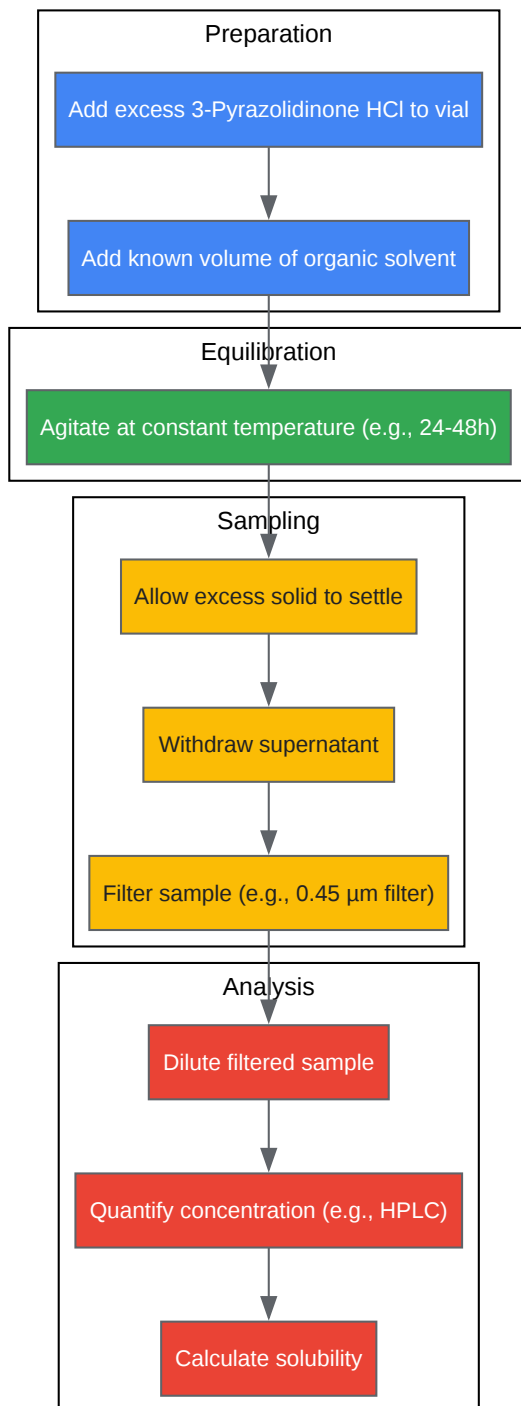 Preparation
Add excess 3-Pyrazolidinone HCl to vial
Add known volume of organic solvent
Equilibration
Agitate at constant temperature (e.g., 24-48h)
Sampling
Allow excess solid to settle
Withdraw supernatant
Filter sample (e.g., 0.45 µm filter)
Analysis
Dilute filtered sample
Quantify concentration (e.g., HPLC)
Calculate solubility